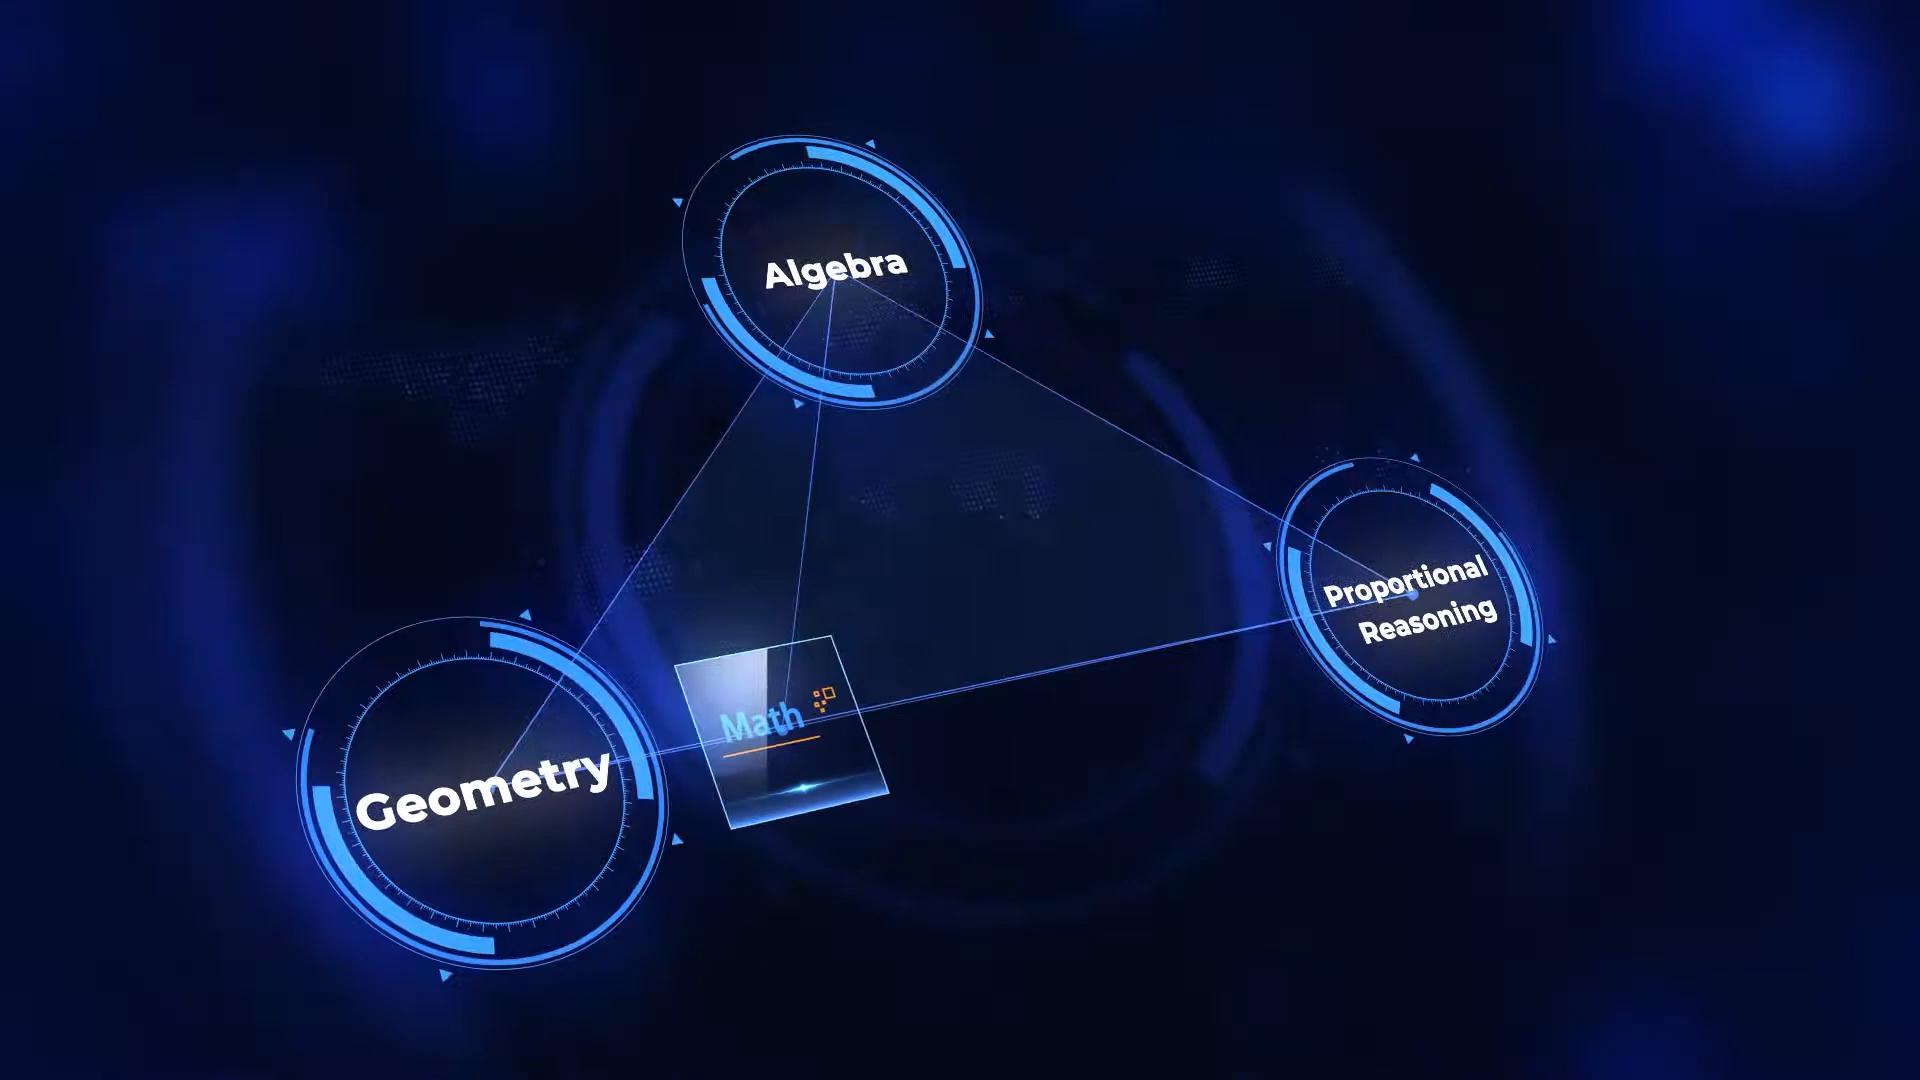 Algebra
Proportional
Reasoning
Math
Geometry